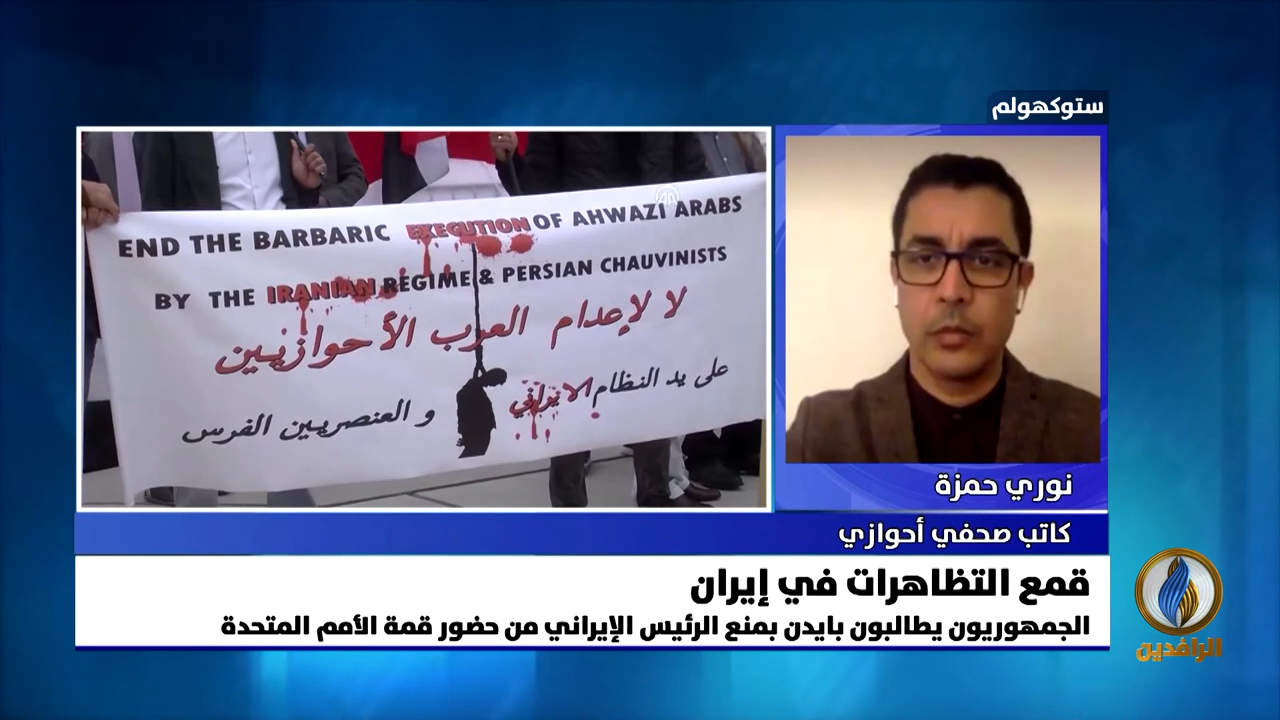 ستوكهولم
END THE BARBARIC EXECUTION OF AHWAZI ARABS
BY THE IRANIAN REGIME & PERSIAN CHAUVINISTS
لا لإعدام العرب الأحوازيين
على يد النظام الايراني و العنصريين الفرس
نوري حمزة
كاتب صحفي أحوازي
قمع التظاهرات في إيران
الجمهوريون يطالبون بايدن بمنع الرئيس الإيراني من حضور قمة الأمم المتحدة
الرافدين
AA